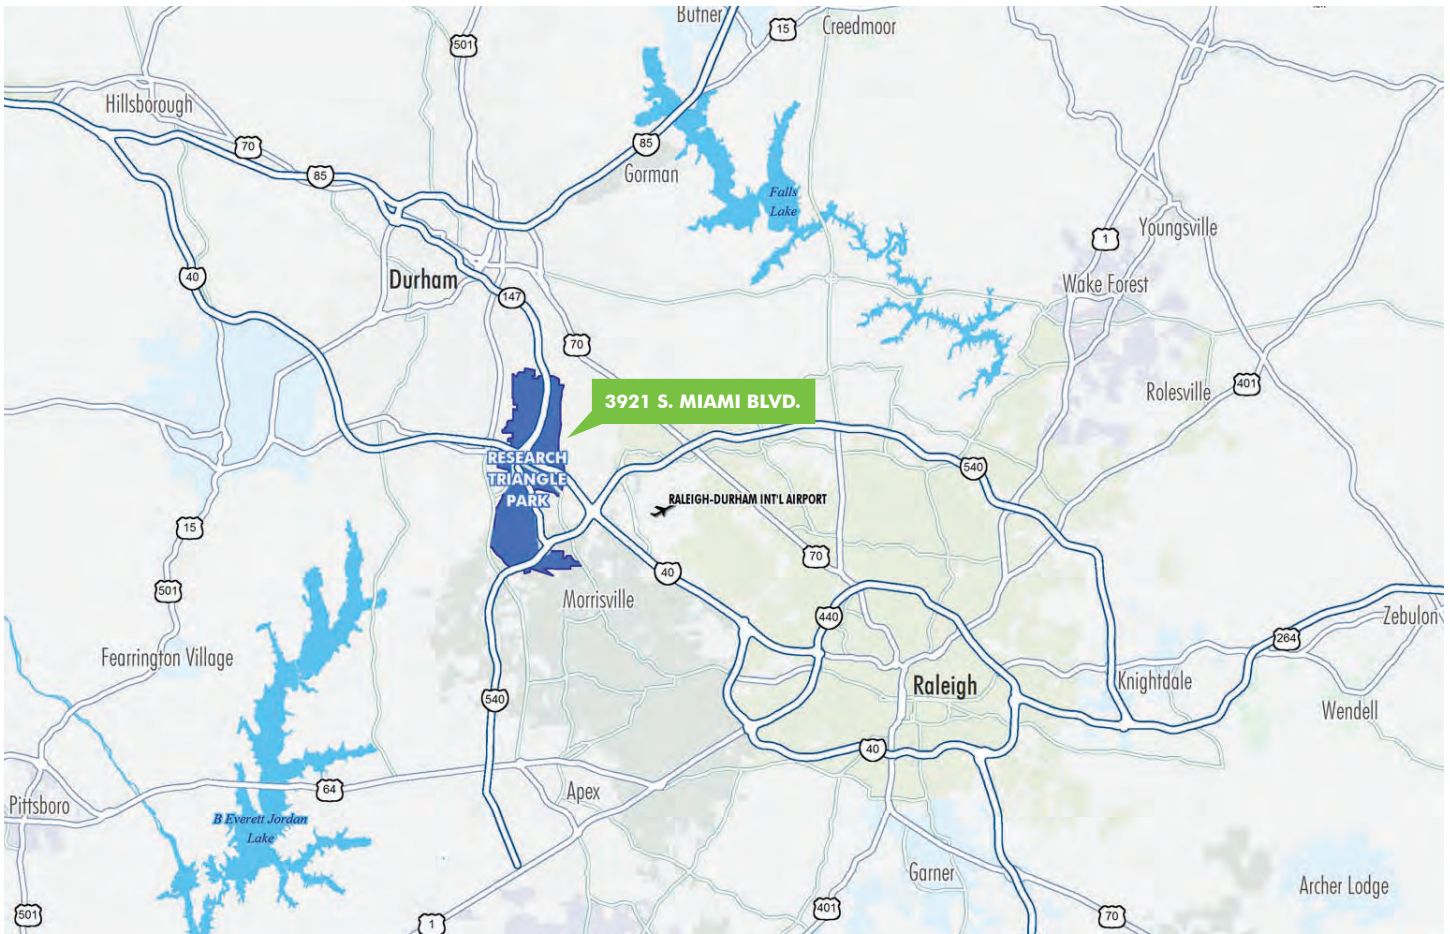 Butner
15
Creedmoor
501
Hillsborough
70
85
85
Gorman
Falls
Lake
Youngsville
1
40
Durham
Wake Forest
147
70
3921 S. MIAMI BLVD.
401
Rolesville
RESEARCH
TRIANGLE
PARK
540
RALEIGH-DURHAM INT'L AIRPORT
15
70
40
501
Morrisville
440
Zebulon
264
Fearrington Village
Raleigh
Knightdale
540
Wendell
40
64
Apex
Pittsboro
B Everett Jordan
Lake
Garner
Archer Lodge
501
401
70
1